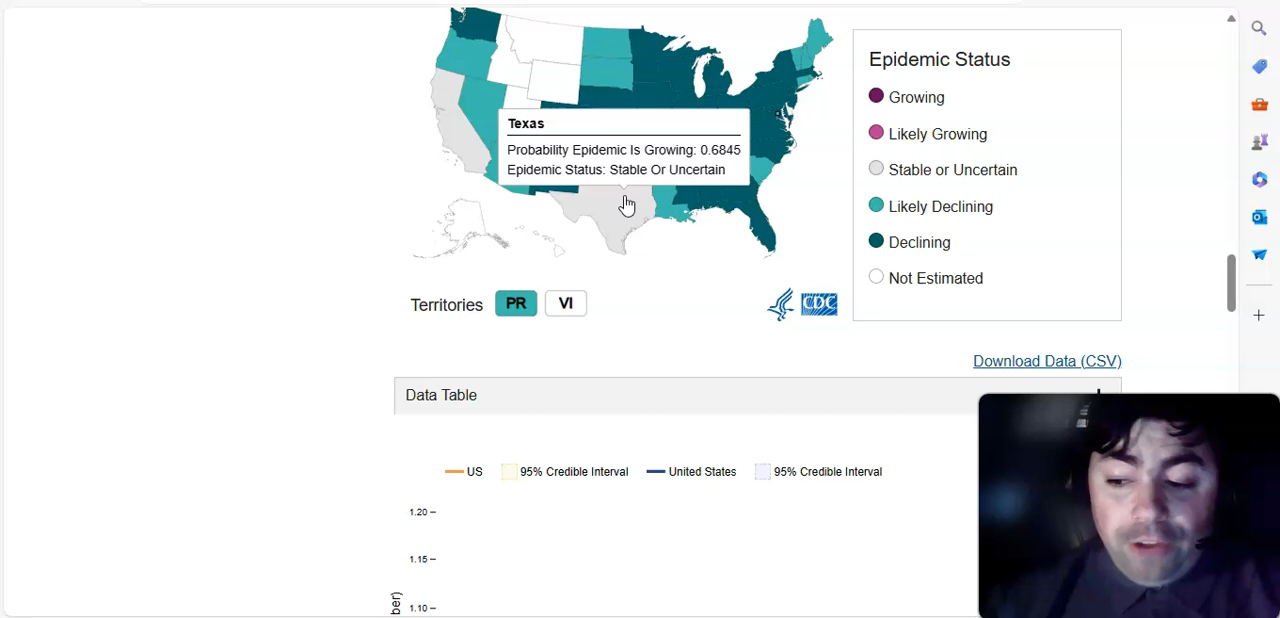 Texas
Probability Epidemic Is Growing: 0.6845
Epidemic Status: Stable Or Uncertain
Epidemic Status
Growing
Likely Growing
Stable or Uncertain
Likely Declining
Declining
Not Estimated
Territories PR VI
CDC
Download Data (CSV)
Data Table
US 95% Credible Interval United States 95% Credible Interval
1.20
1.15
1.10
ber)